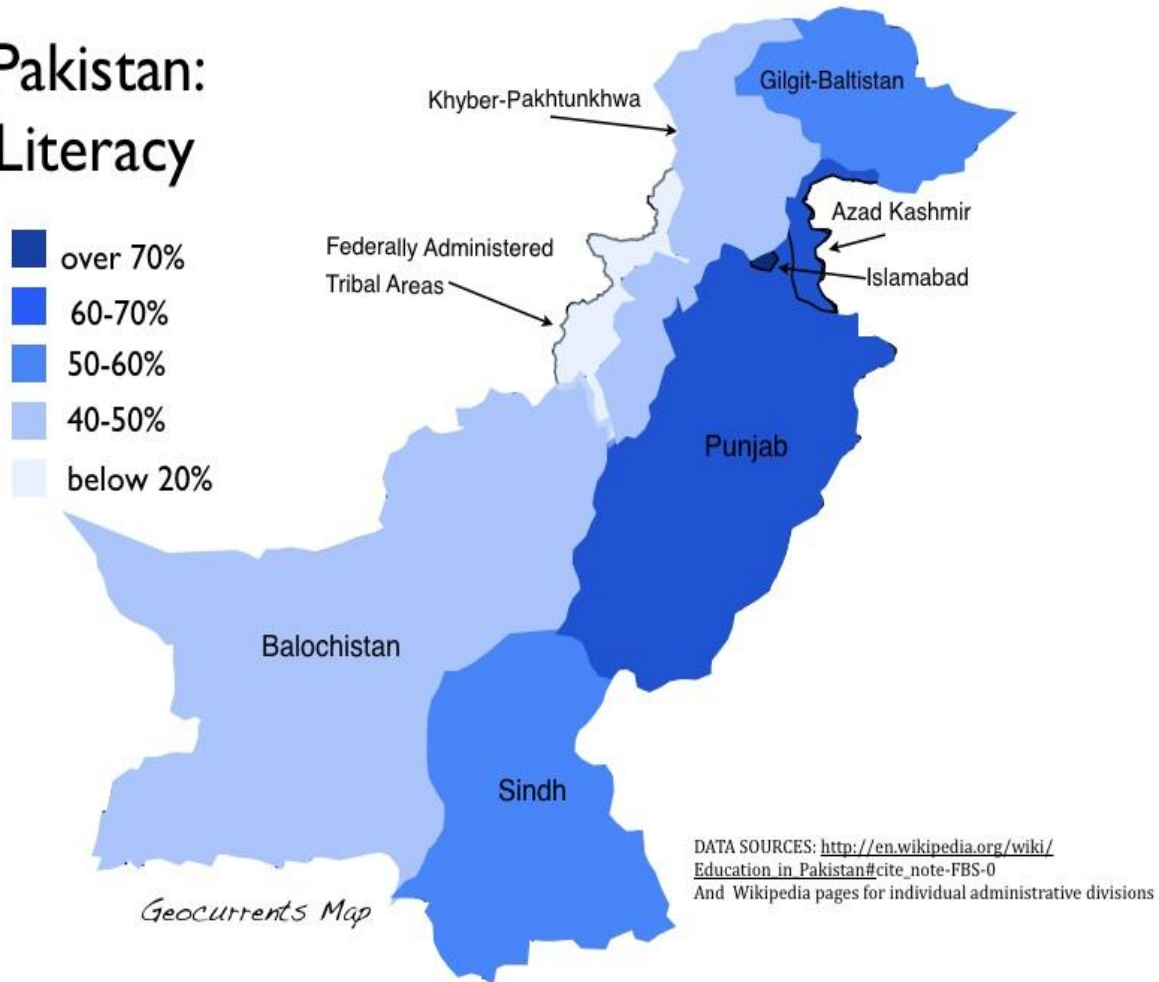 Pakistan:
Literacy
over 70%
60-70%
50-60%
40-50%
below 20%
Gilgit-Baltistan
Khyber-Pakhtunkhwa
Azad Kashmir
Federally Administered
Tribal Areas
Islamabad
Punjab
Balochistan
Sindh
DATA SOURCES: http://en.wikipedia.org/wiki/
Education_in_Pakistan#cite_note-FBS-0
And Wikipedia pages for individual administrative divisions
Geocurrents Map